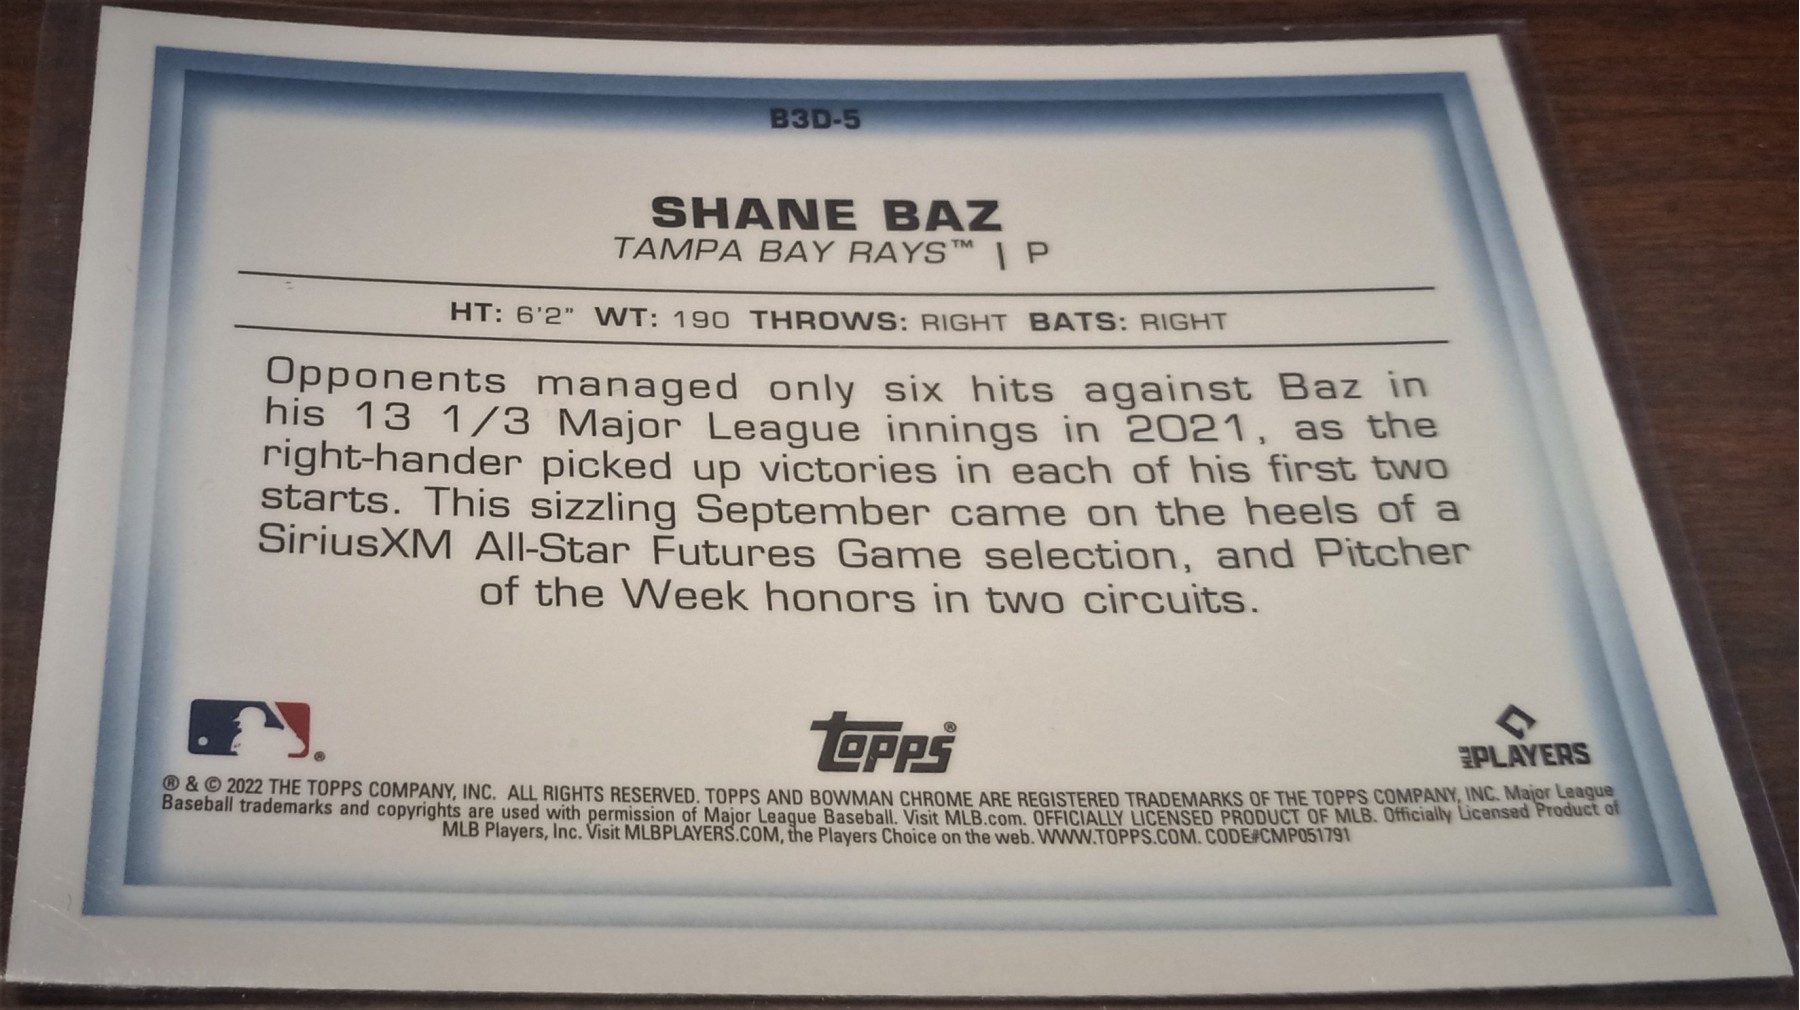 B3D-5
SHANE BAZ
TAMPA BAY RAYS™ | P
HT: 6'2" WT: 190 THROWS: RIGHT BATS: RIGHT
Opponents managed only six hits against Baz in
his 13 1/3 Major League innings in 2021, as the
right-hander picked up victories in each of his first two
starts. This sizzling September came on the heels of a
SiriusXM All-Star Futures Game selection, and Pitcher
of the Week honors in two circuits.
®
topps®
MLB PLAYERS
® & © 2022 THE TOPPS COMPANY, INC. ALL RIGHTS RESERVED. TOPPS AND BOWMAN CHROME ARE REGISTERED TRADEMARKS OF THE TOPPS COMPANY, INC. Major League
Baseball trademarks and copyrights are used with permission of Major League Baseball. Visit MLB.com. OFFICIALLY LICENSED PRODUCT OF MLB. Officially Licensed Product of
MLB Players, Inc. Visit MLBPLAYERS.COM, the Players Choice on the web. WWW.TOPPS.COM. CODE#CMP051791